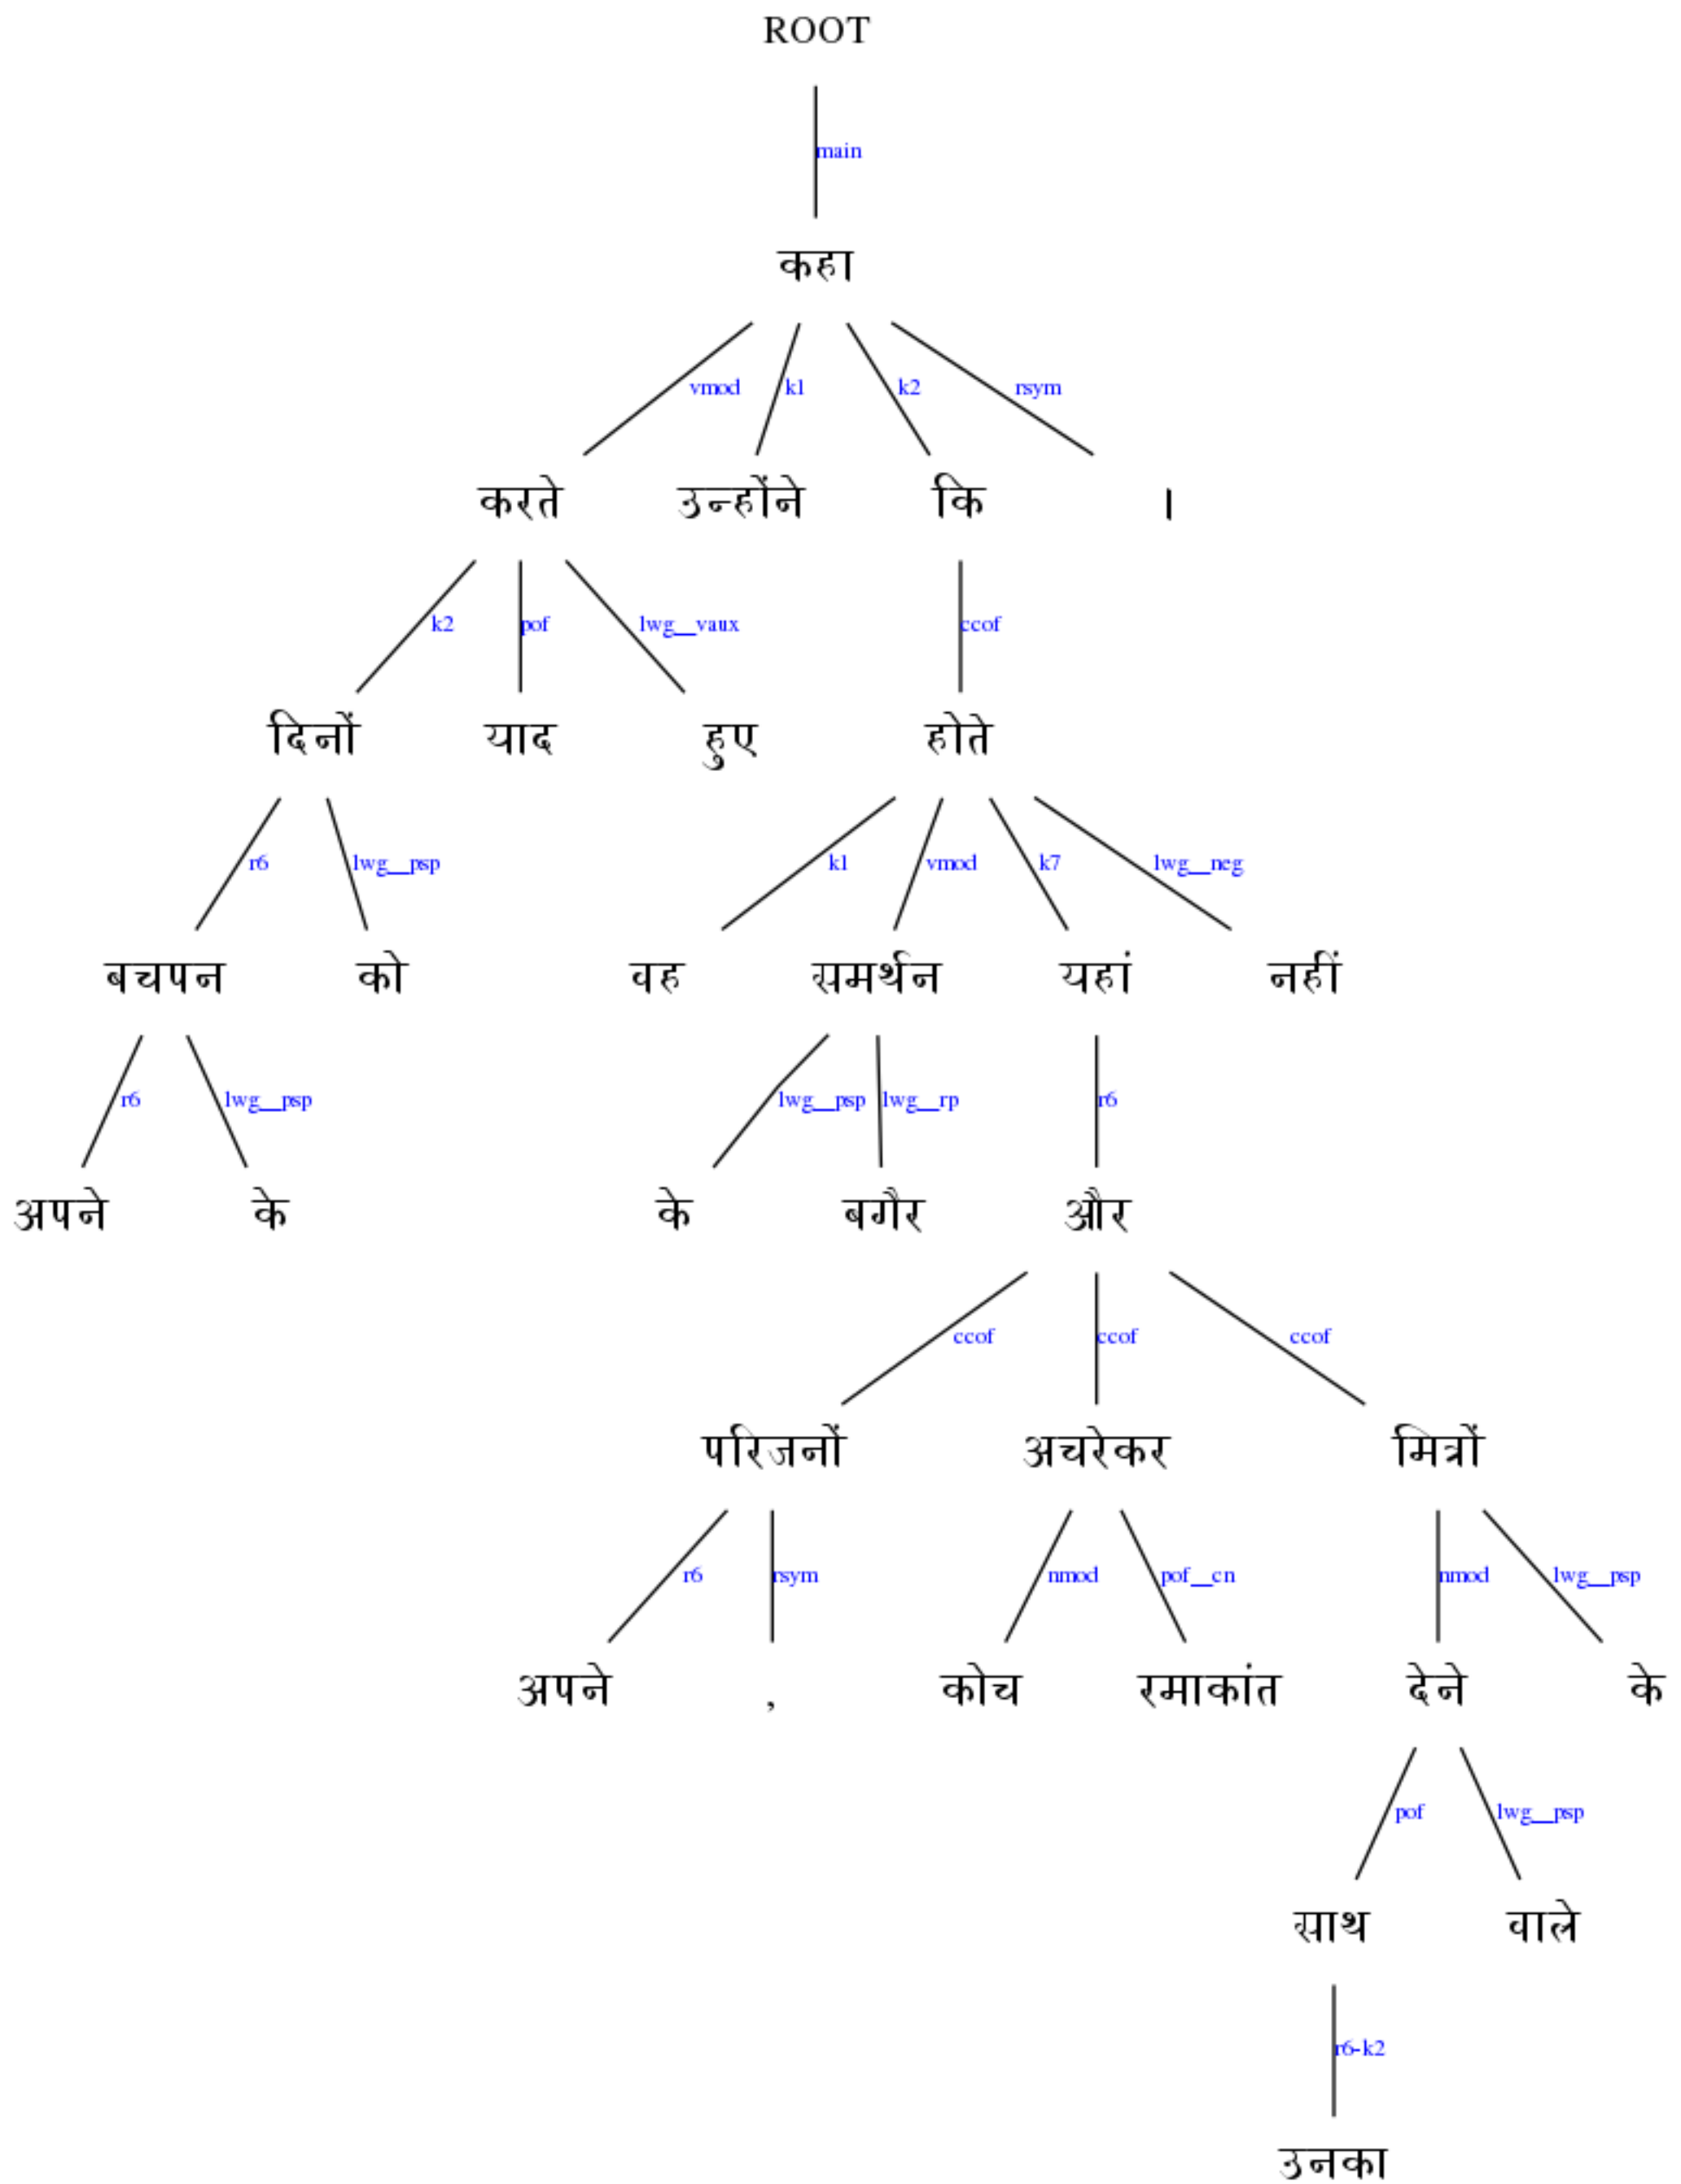 ROOT
main
कहा
vmod k1 k2 rsym
करते उन्होंने कि ।
k2 pof lwg__vaux ccof
दिनों याद हुए होते
r6 lwg__psp k1 vmod k7 lwg__neg
बचपन को वह समर्थन यहां नहीं
r6 lwg__psp lwg__psp lwg__rp r6
अपने के के बगैर और
ccof ccof ccof
परिजनों अचरेकर मित्रों
r6 rsym nmod pof__cn nmod lwg__psp
अपने , कोच रमाकांत देने के
pof lwg__psp
साथ वाले
r6-k2
उनका